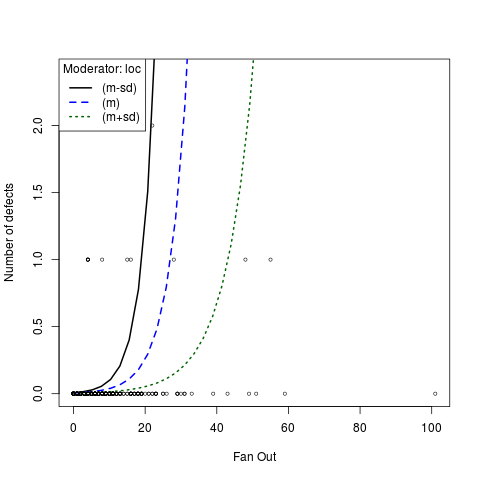 Moderator: loc
(m-sd)
(m)
(m+sd)
Number of defects
2.0
1.5
1.0
0.5
0.0
0 20 40 60 80 100
Fan Out